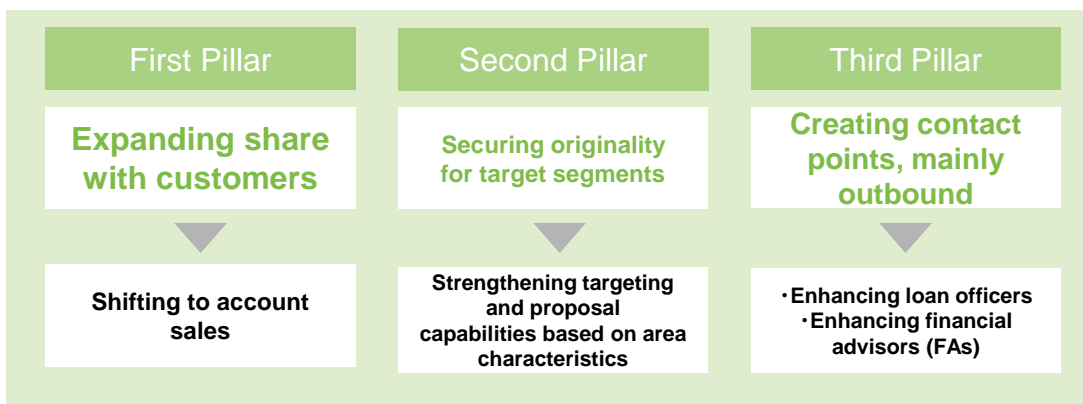 First Pillar
Expanding share
with customers
Shifting to account
sales
Second Pillar
Securing originality
for target segments
Strengthening targeting
and proposal
capabilities based on area
characteristics
Third Pillar
Creating contact
points, mainly
outbound
・Enhancing loan officers
・Enhancing financial
advisors (FAs)